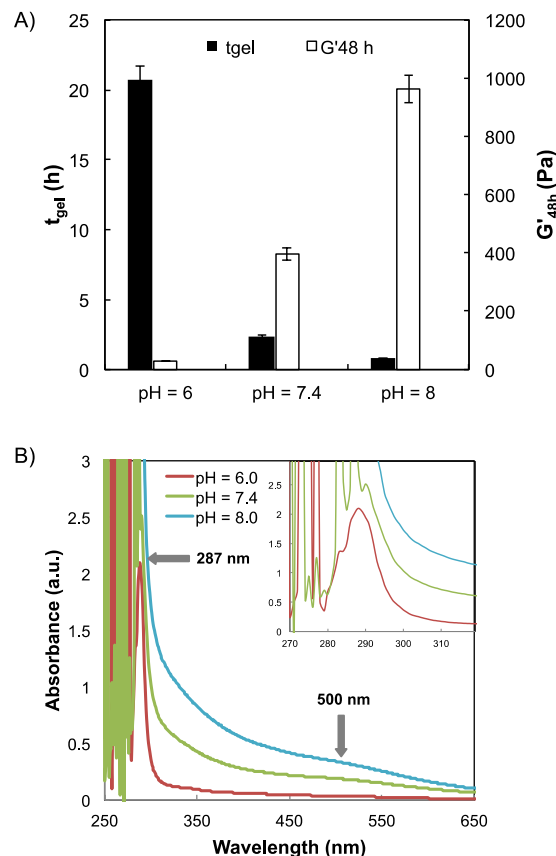 A)
tgel
G'48 h
25
20
15
10
5
0
tgel (h)
1200
1000
800
600
400
200
0
G'48h (Pa)
pH = 6
pH = 7.4
pH = 8
B)
3
2.5
2
1.5
1
0.5
0
Absorbance (a.u.)
pH = 6.0
pH = 7.4
pH = 8.0
287 nm
500 nm
2.5
2
1.5
1
0.5
0
270
280
290
300
310
250
350
450
550
650
Wavelength (nm)